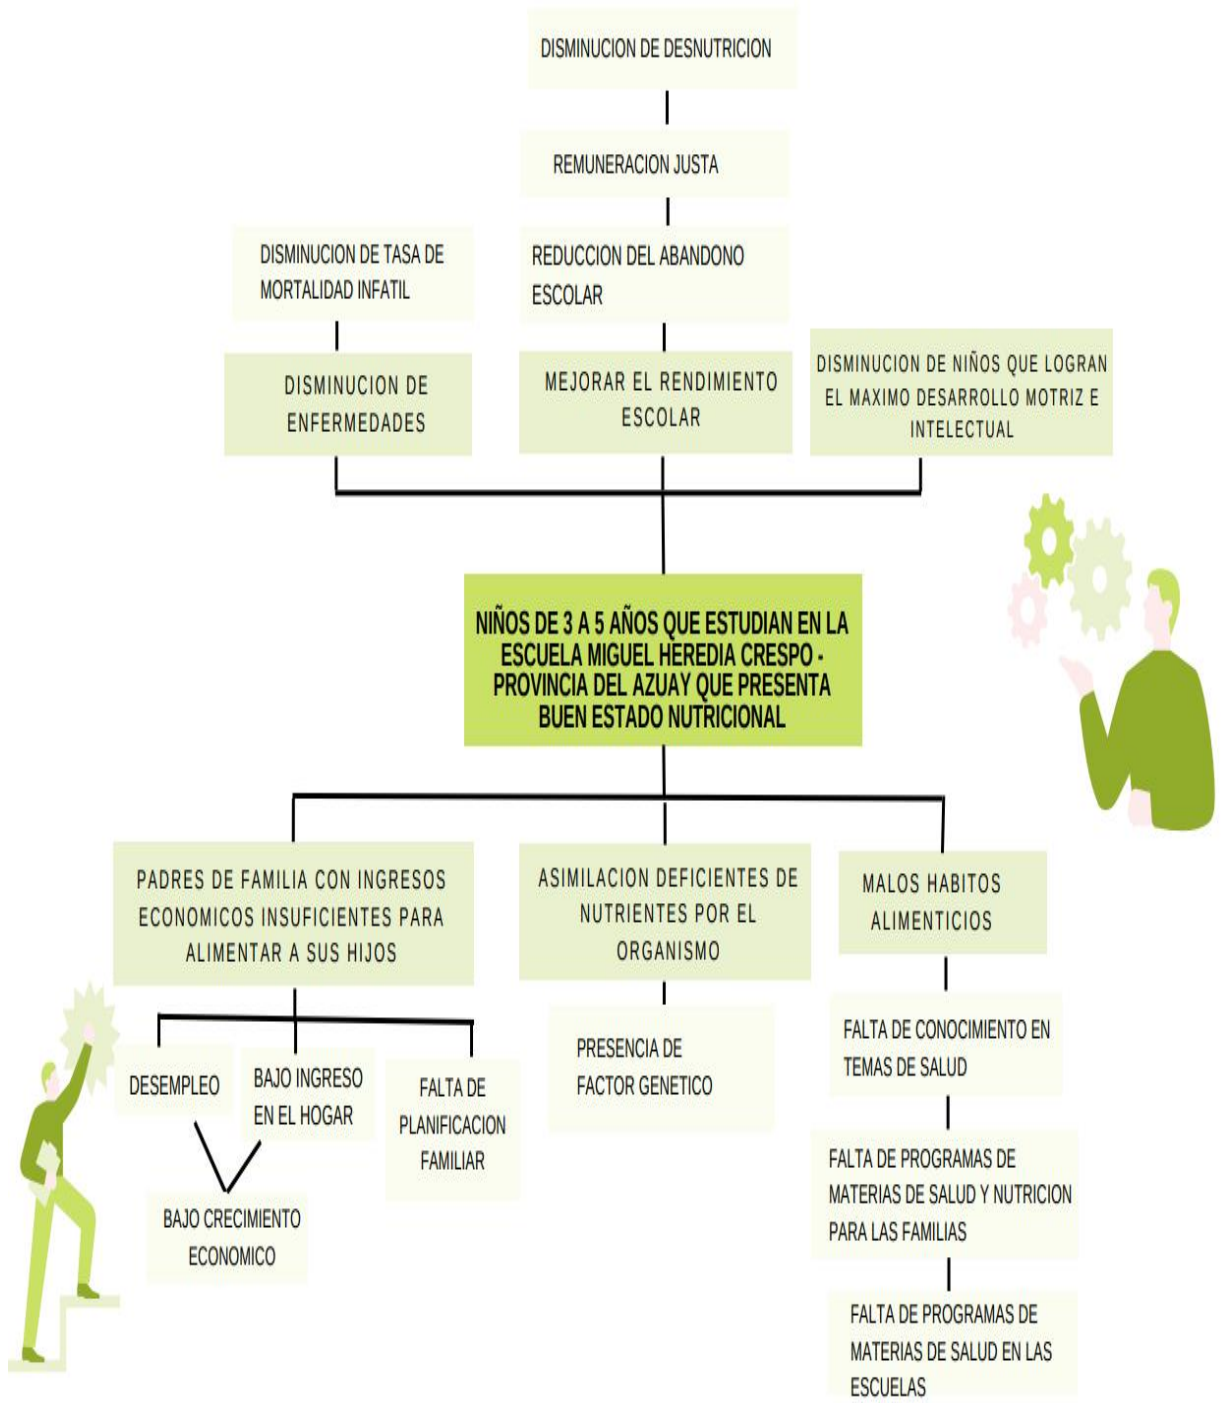 DISMINUCION DE DESNUTRICION
REMUNERACION JUSTA
DISMINUCION DE TASA DE
MORTALIDAD INFATIL
REDUCCION DEL ABANDONO
ESCOLAR
DISMINUCION DE
ENFERMEDADES
MEJORAR EL RENDIMIENTO
ESCOLAR
DISMINUCION DE NIÑOS QUE LOGRAN
EL MAXIMO DESARROLLO MOTRIZ E
INTELECTUAL
NIÑOS DE 3 A 5 AÑOS QUE ESTUDIAN EN LA
ESCUELA MIGUEL HEREDIA CRESPO -
PROVINCIA DEL AZUAY QUE PRESENTA
BUEN ESTADO NUTRICIONAL
PADRES DE FAMILIA CON INGRESOS
ECONOMICOS INSUFICIENTES PARA
ALIMENTAR A SUS HIJOS
ASIMILACION DEFICIENTES DE
NUTRIENTES POR EL
ORGANISMO
MALOS HABITOS
ALIMENTICIOS
DESEMPLEO
BAJO INGRESO
EN EL HOGAR
FALTA DE
PLANIFICACION
FAMILIAR
BAJO CRECIMIENTO
ECONOMICO
PRESENCIA DE
FACTOR GENETICO
FALTA DE CONOCIMIENTO EN
TEMAS DE SALUD
FALTA DE PROGRAMAS DE
MATERIAS DE SALUD Y NUTRICION
PARA LAS FAMILIAS
FALTA DE PROGRAMAS DE
MATERIAS DE SALUD EN LAS
ESCUELAS